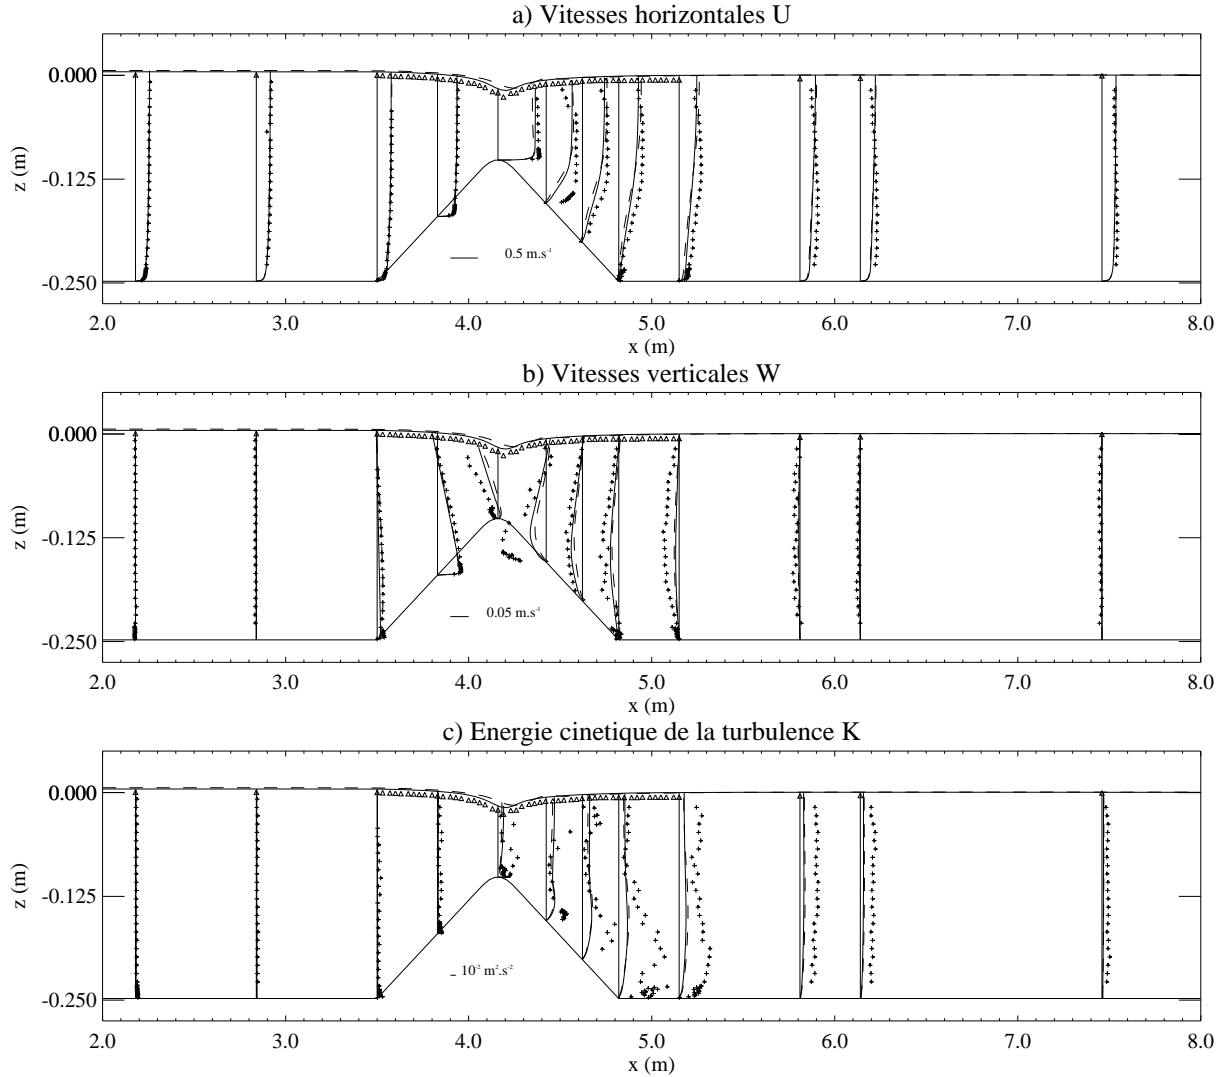 a) Vitesses horizontales U
0.000
-0.125
-0.250
z (m)
0.5 m.s⁻¹
2.0 3.0 4.0 5.0 6.0 7.0 8.0
x (m)
b) Vitesses verticales W
0.000
-0.125
-0.250
z (m)
0.05 m.s⁻¹
2.0 3.0 4.0 5.0 6.0 7.0 8.0
x (m)
c) Energie cinetique de la turbulence K
0.000
-0.125
-0.250
z (m)
10⁻² m².s⁻²
2.0 3.0 4.0 5.0 6.0 7.0 8.0
x (m)